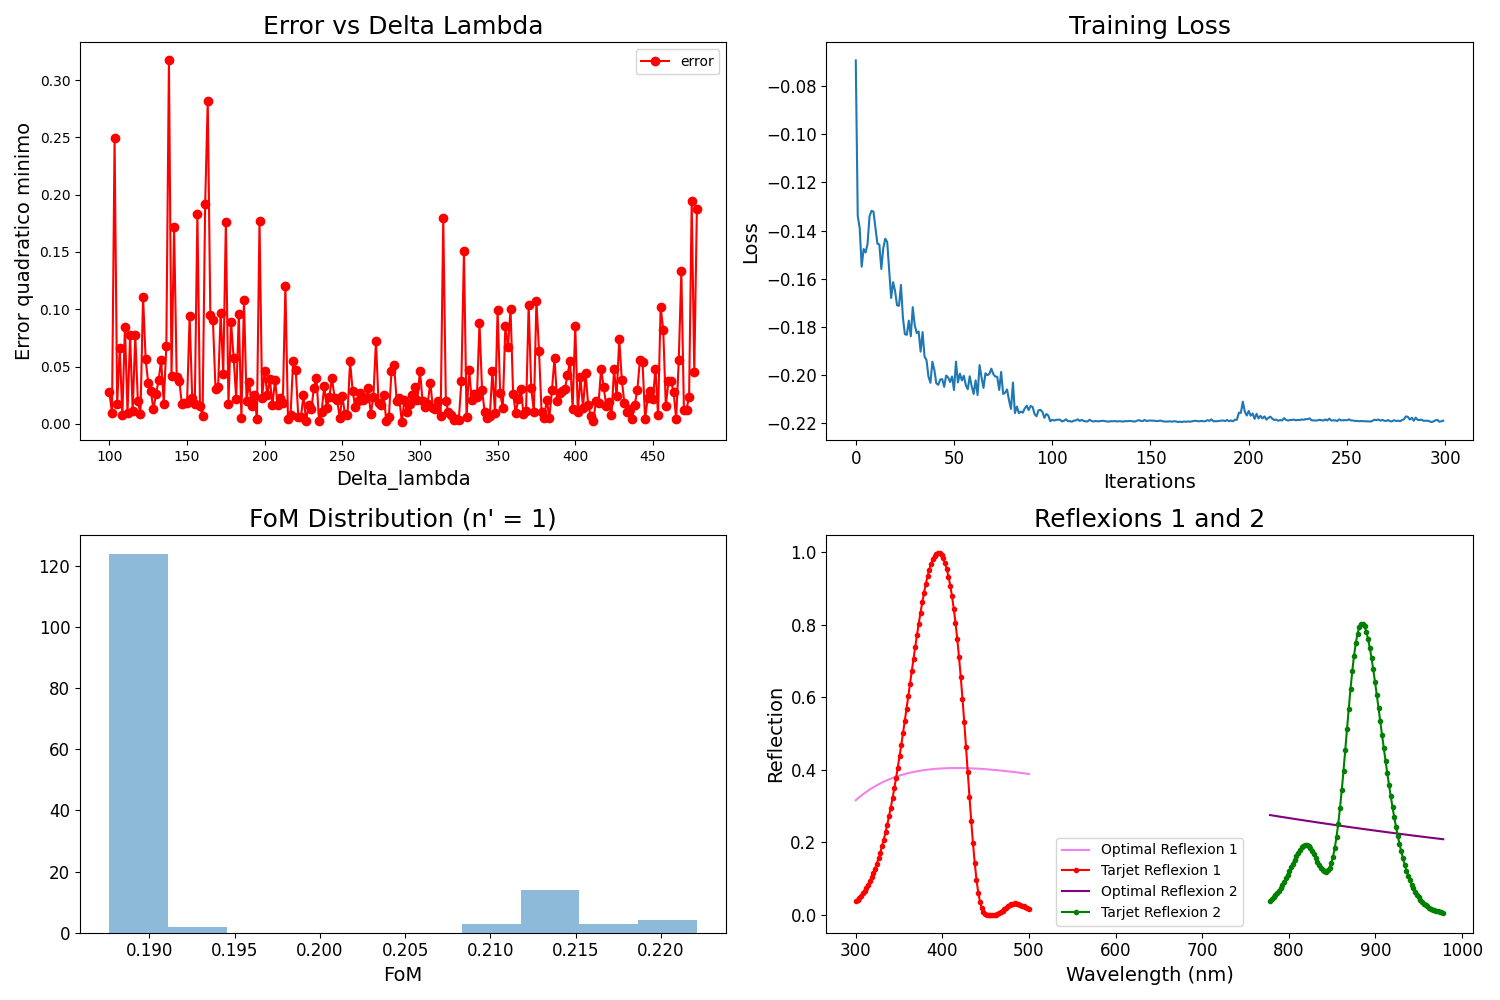 Error vs Delta Lambda
error
Error quadratico minimo
0.30
0.25
0.20
0.15
0.10
0.05
0.00
100 150 200 250 300 350 400 450
Delta_lambda
Training Loss
Loss
−0.08
−0.10
−0.12
−0.14
−0.16
−0.18
−0.20
−0.22
0 50 100 150 200 250 300
Iterations
FoM Distribution (n' = 1)
120
100
80
60
40
20
0
0.190 0.195 0.200 0.205 0.210 0.215 0.220
FoM
Reflexions 1 and 2
Reflection
1.0
0.8
0.6
0.4
0.2
0.0
Optimal Reflexion 1
Tarjet Reflexion 1
Optimal Reflexion 2
Tarjet Reflexion 2
300 400 500 600 700 800 900 1000
Wavelength (nm)